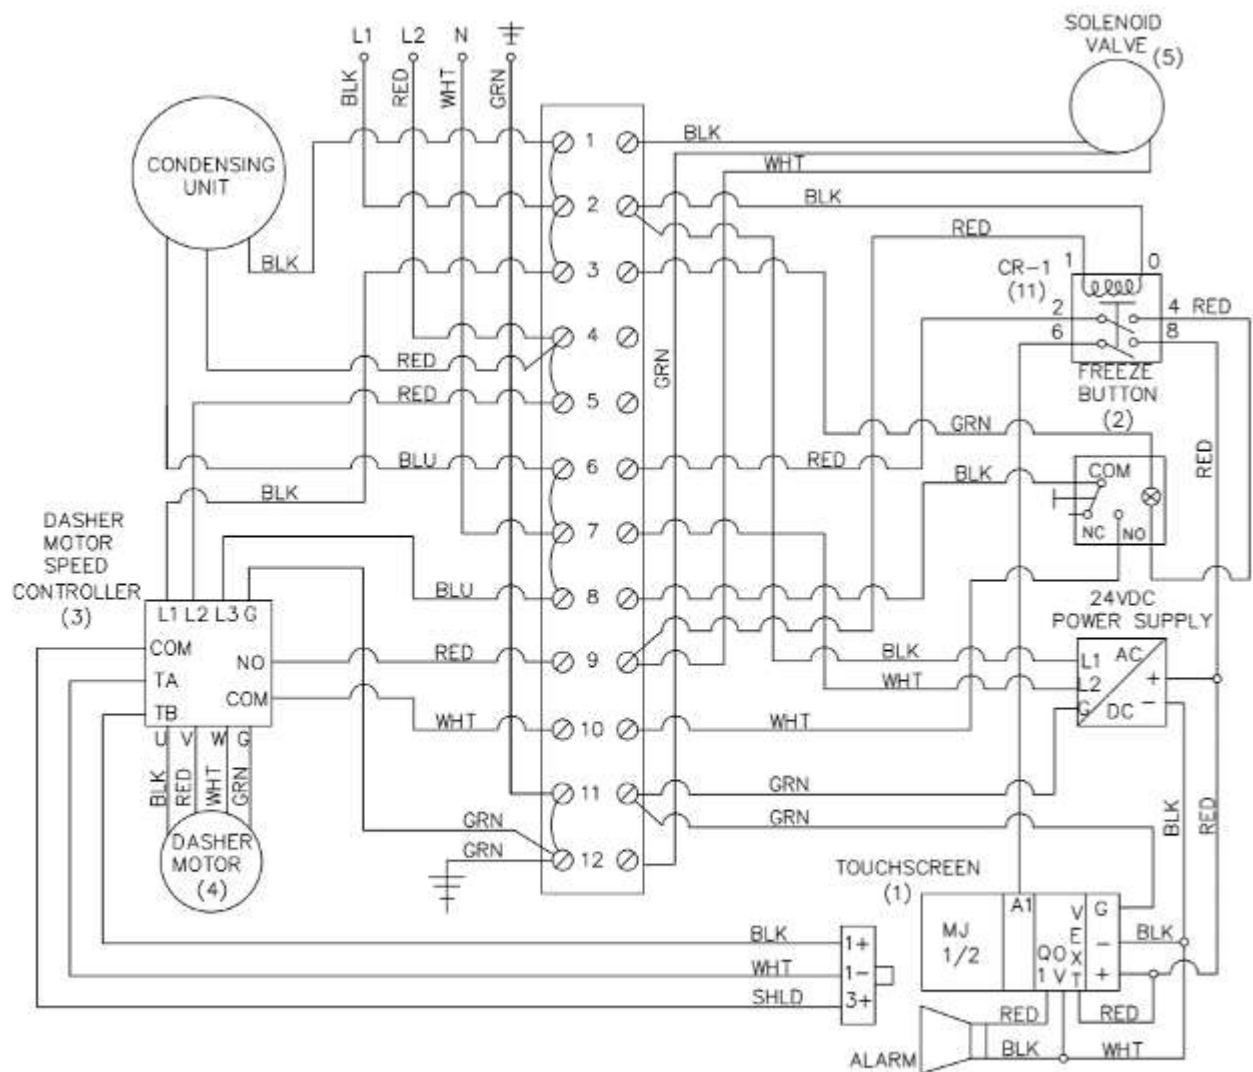 L1 L2 N
BLK RED WHT GRN
SOLENOID
VALVE (5)
CONDENSING
UNIT
1 BLK
WHT
2 BLK
RED
BLK
3
CR-1
(11)
1 0
2 4 RED
6 8
4
RED
GRN
FREEZE
BUTTON
(2)
RED 5
GRN
BLU 6 RED
RED
BLK
BLK
COM
NC NO
DASHER
MOTOR
SPEED
CONTROLLER
(3)
7
BLU 8
24VDC
POWER SUPPLY
L1 L2 L3 G
COM
TA
TB
NO
COM
RED 9
BLK L1 AC
WHT L2 +
G DC -
WHT 10 WHT
U V W G
BLK RED WHT GRN
11 GRN
GRN
GRN
GRN 12
BLK RED
DASHER
MOTOR
(4)
TOUCHSCREEN
(1)
MJ
1/2
A1
Q1
OV
VEXT
G
-
+
BLK
BLK 1+
WHT 1-
SHLD 3+
RED RED
ALARM BLK WHT